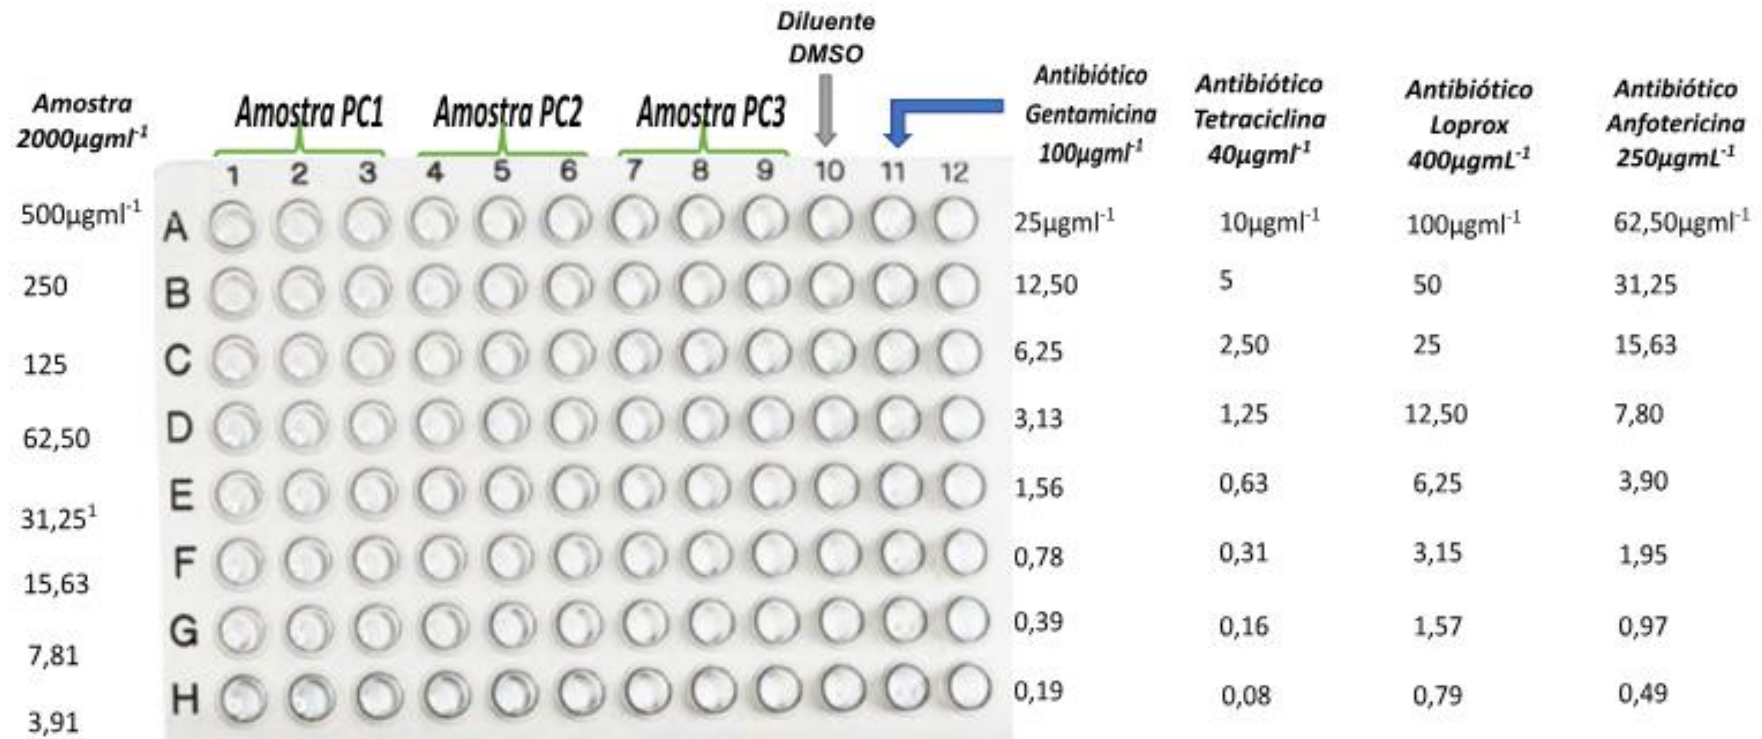 Diluente
DMSO
Amostra
2000µgml⁻¹
Amostra PC1
Amostra PC2
Amostra PC3
Antibiótico
Gentamicina
100µgml⁻¹
Antibiótico
Tetraciclina
40µgml⁻¹
Antibiótico
Loprox
400µgmL⁻¹
Antibiótico
Anfotericina
250µgmL⁻¹
1 2 3 4 5 6 7 8 9 10 11 12
500µgml⁻¹ A 25µgml⁻¹ 10µgml⁻¹ 100µgml⁻¹ 62,50µgml⁻¹
250 B 12,50 5 50 31,25
125 C 6,25 2,50 25 15,63
62,50 D 3,13 1,25 12,50 7,80
31,25¹ E 1,56 0,63 6,25 3,90
15,63 F 0,78 0,31 3,15 1,95
7,81 G 0,39 0,16 1,57 0,97
3,91 H 0,19 0,08 0,79 0,49